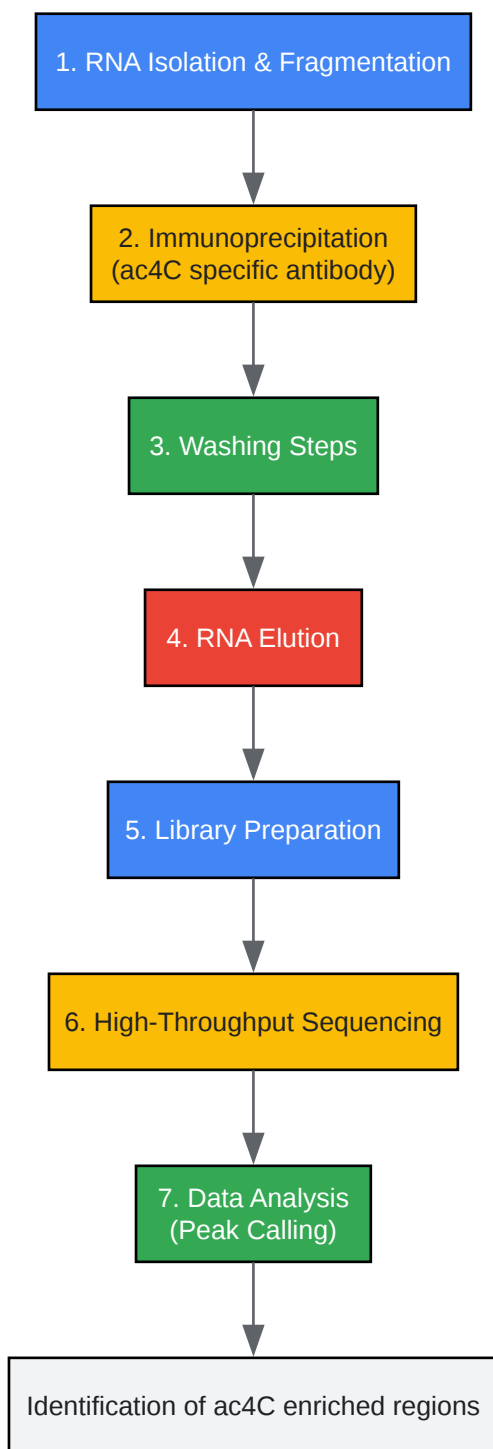 1. RNA Isolation & Fragmentation
2. Immunoprecipitation
(ac4C specific antibody)
3. Washing Steps
4. RNA Elution
5. Library Preparation
6. High-Throughput Sequencing
7. Data Analysis
(Peak Calling)
Identification of ac4C enriched regions